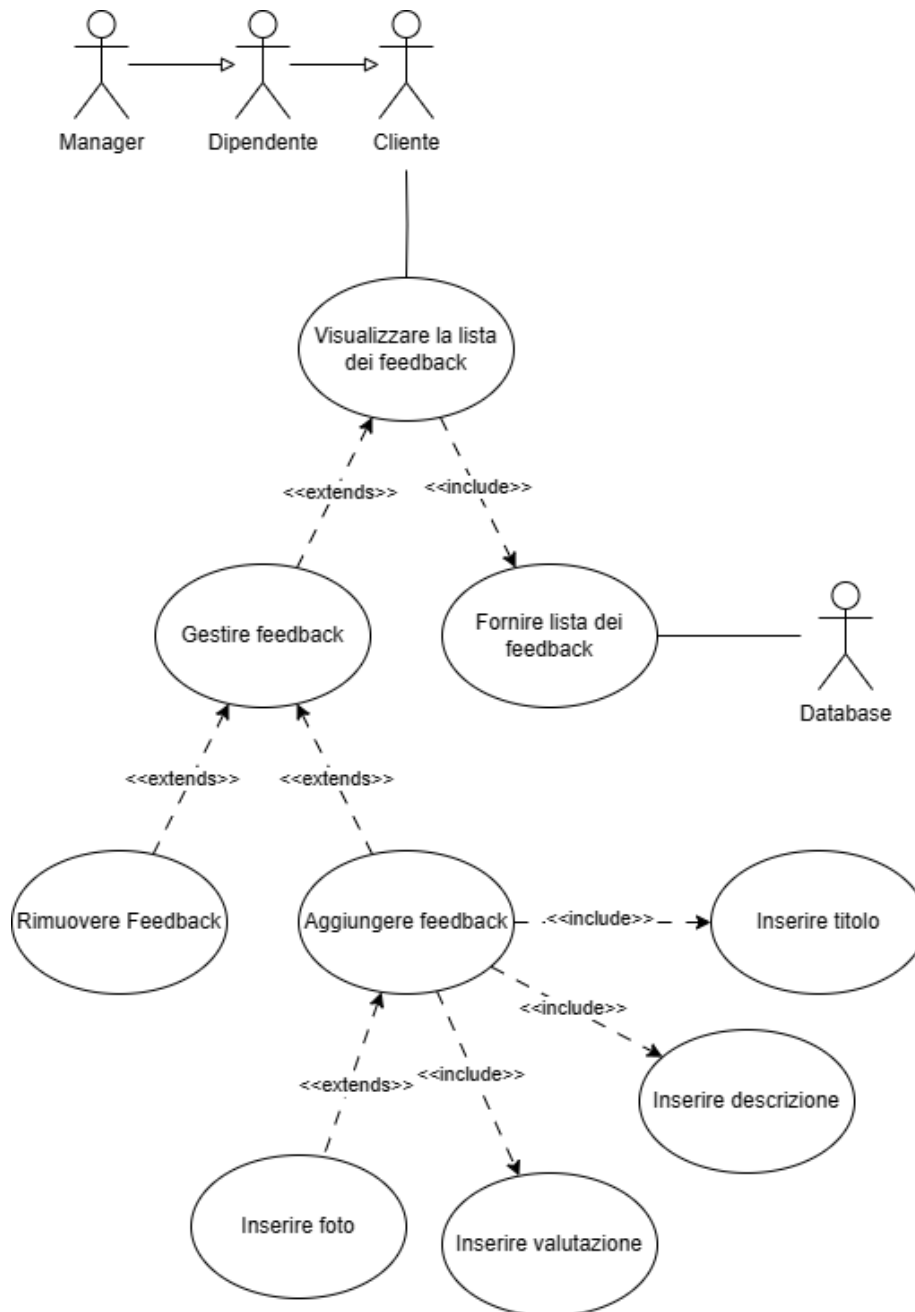 Manager
Dipendente
Cliente
Visualizzare la lista
dei feedback
<<extends>>
<<include>>
Gestire feedback
Fornire lista dei
feedback
Database
<<extends>>
<<extends>>
Rimuovere Feedback
Aggiungere feedback
<<include>>
Inserire titolo
<<include>>
<<extends>>
<<include>>
Inserire descrizione
Inserire foto
Inserire valutazione